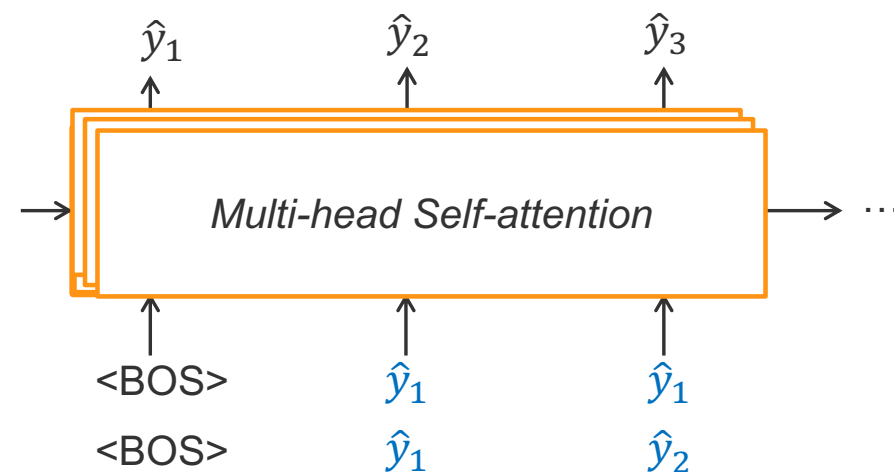 ŷ₁ ŷ₂ ŷ₃
Multi-head Self-attention ⋯
<BOS> ŷ₁ ŷ₁
<BOS> ŷ₁ ŷ₂